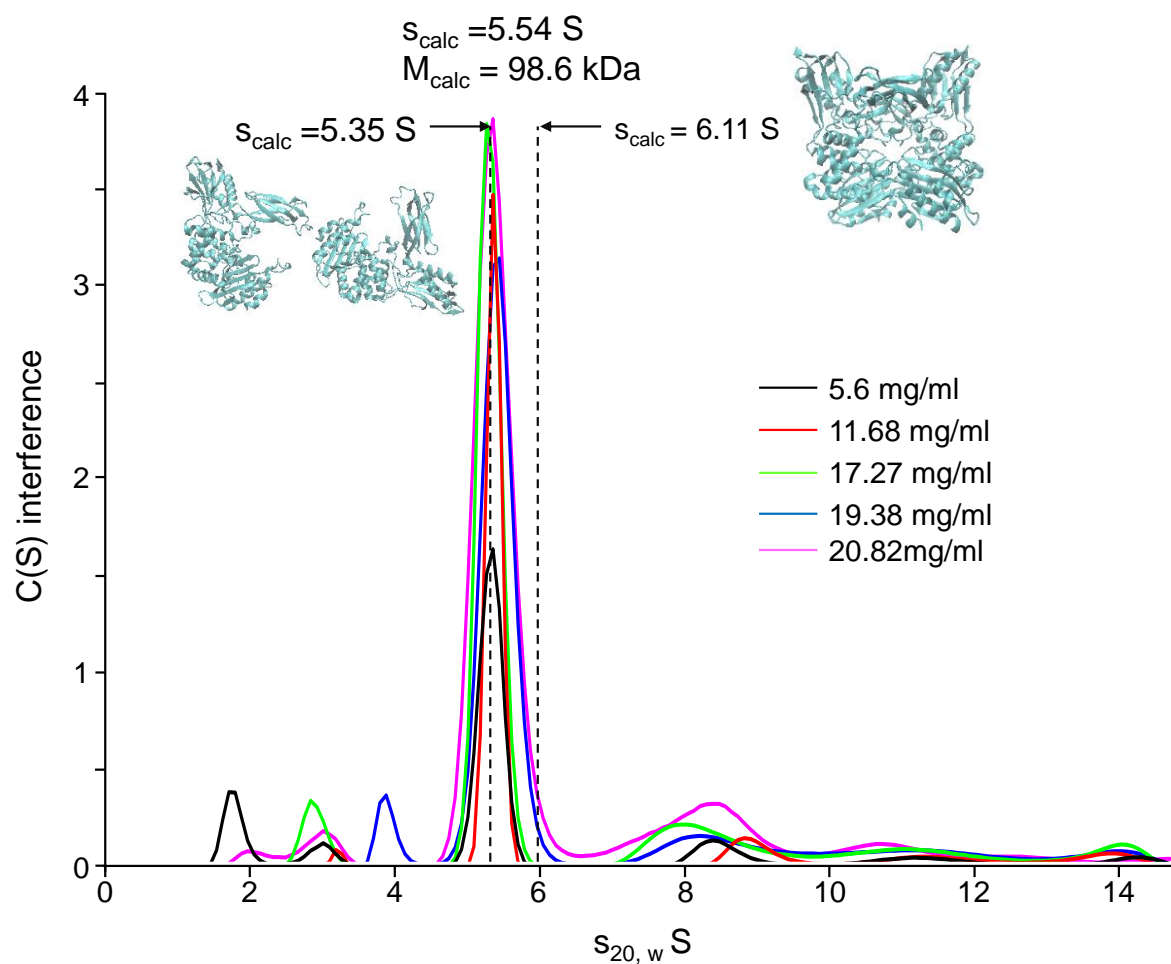 s_calc =5.54 S
M_calc = 98.6 kDa
s_calc =5.35 S
s_calc = 6.11 S
C(S) interference
4
3
2
1
0
5.6 mg/ml
11.68 mg/ml
17.27 mg/ml
19.38 mg/ml
20.82mg/ml
0 2 4 6 8 10 12 14
s_20, w S